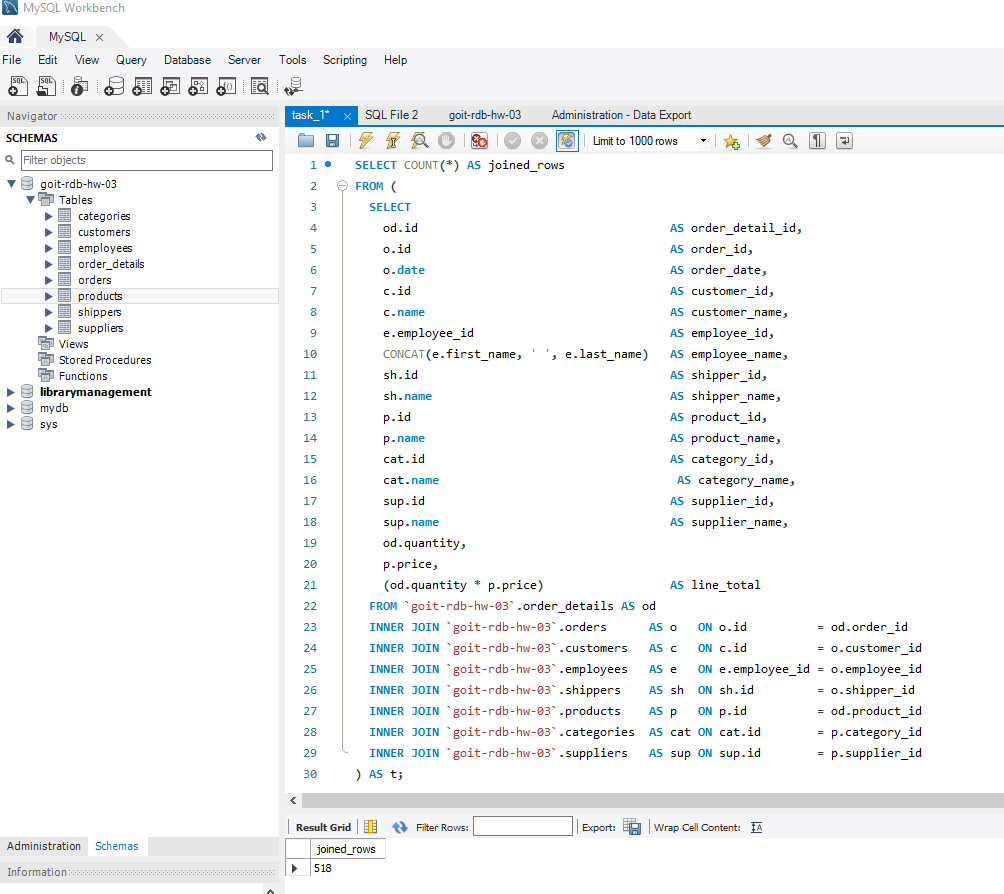 MySQL Workbench
MySQL
File Edit View Query Database Server Tools Scripting Help
Navigator
SCHEMAS
Filter objects
goit-rdb-hw-03
Tables
categories
customers
employees
order_details
orders
products
shippers
suppliers
Views
Stored Procedures
Functions
librarymanagement
mydb
sys
Administration Schemas
Information
task_1* SQL File 2 goit-rdb-hw-03 Administration - Data Export
Limit to 1000 rows
1 SELECT COUNT(*) AS joined_rows
2 FROM (
3 SELECT
4 od.id AS order_detail_id,
5 o.id AS order_id,
6 o.date AS order_date,
7 c.id AS customer_id,
8 c.name AS customer_name,
9 e.employee_id AS employee_id,
10 CONCAT(e.first_name, ' ', e.last_name) AS employee_name,
11 sh.id AS shipper_id,
12 sh.name AS shipper_name,
13 p.id AS product_id,
14 p.name AS product_name,
15 cat.id AS category_id,
16 cat.name AS category_name,
17 sup.id AS supplier_id,
18 sup.name AS supplier_name,
19 od.quantity,
20 p.price,
21 (od.quantity * p.price) AS line_total
22 FROM `goit-rdb-hw-03`.order_details AS od
23 INNER JOIN `goit-rdb-hw-03`.orders AS o ON o.id = od.order_id
24 INNER JOIN `goit-rdb-hw-03`.customers AS c ON c.id = o.customer_id
25 INNER JOIN `goit-rdb-hw-03`.employees AS e ON e.employee_id = o.employee_id
26 INNER JOIN `goit-rdb-hw-03`.shippers AS sh ON sh.id = o.shipper_id
27 INNER JOIN `goit-rdb-hw-03`.products AS p ON p.id = od.product_id
28 INNER JOIN `goit-rdb-hw-03`.categories AS cat ON cat.id = p.category_id
29 INNER JOIN `goit-rdb-hw-03`.suppliers AS sup ON sup.id = p.supplier_id
30 ) AS t;
Result Grid Filter Rows: Export: Wrap Cell Content:
joined_rows
518